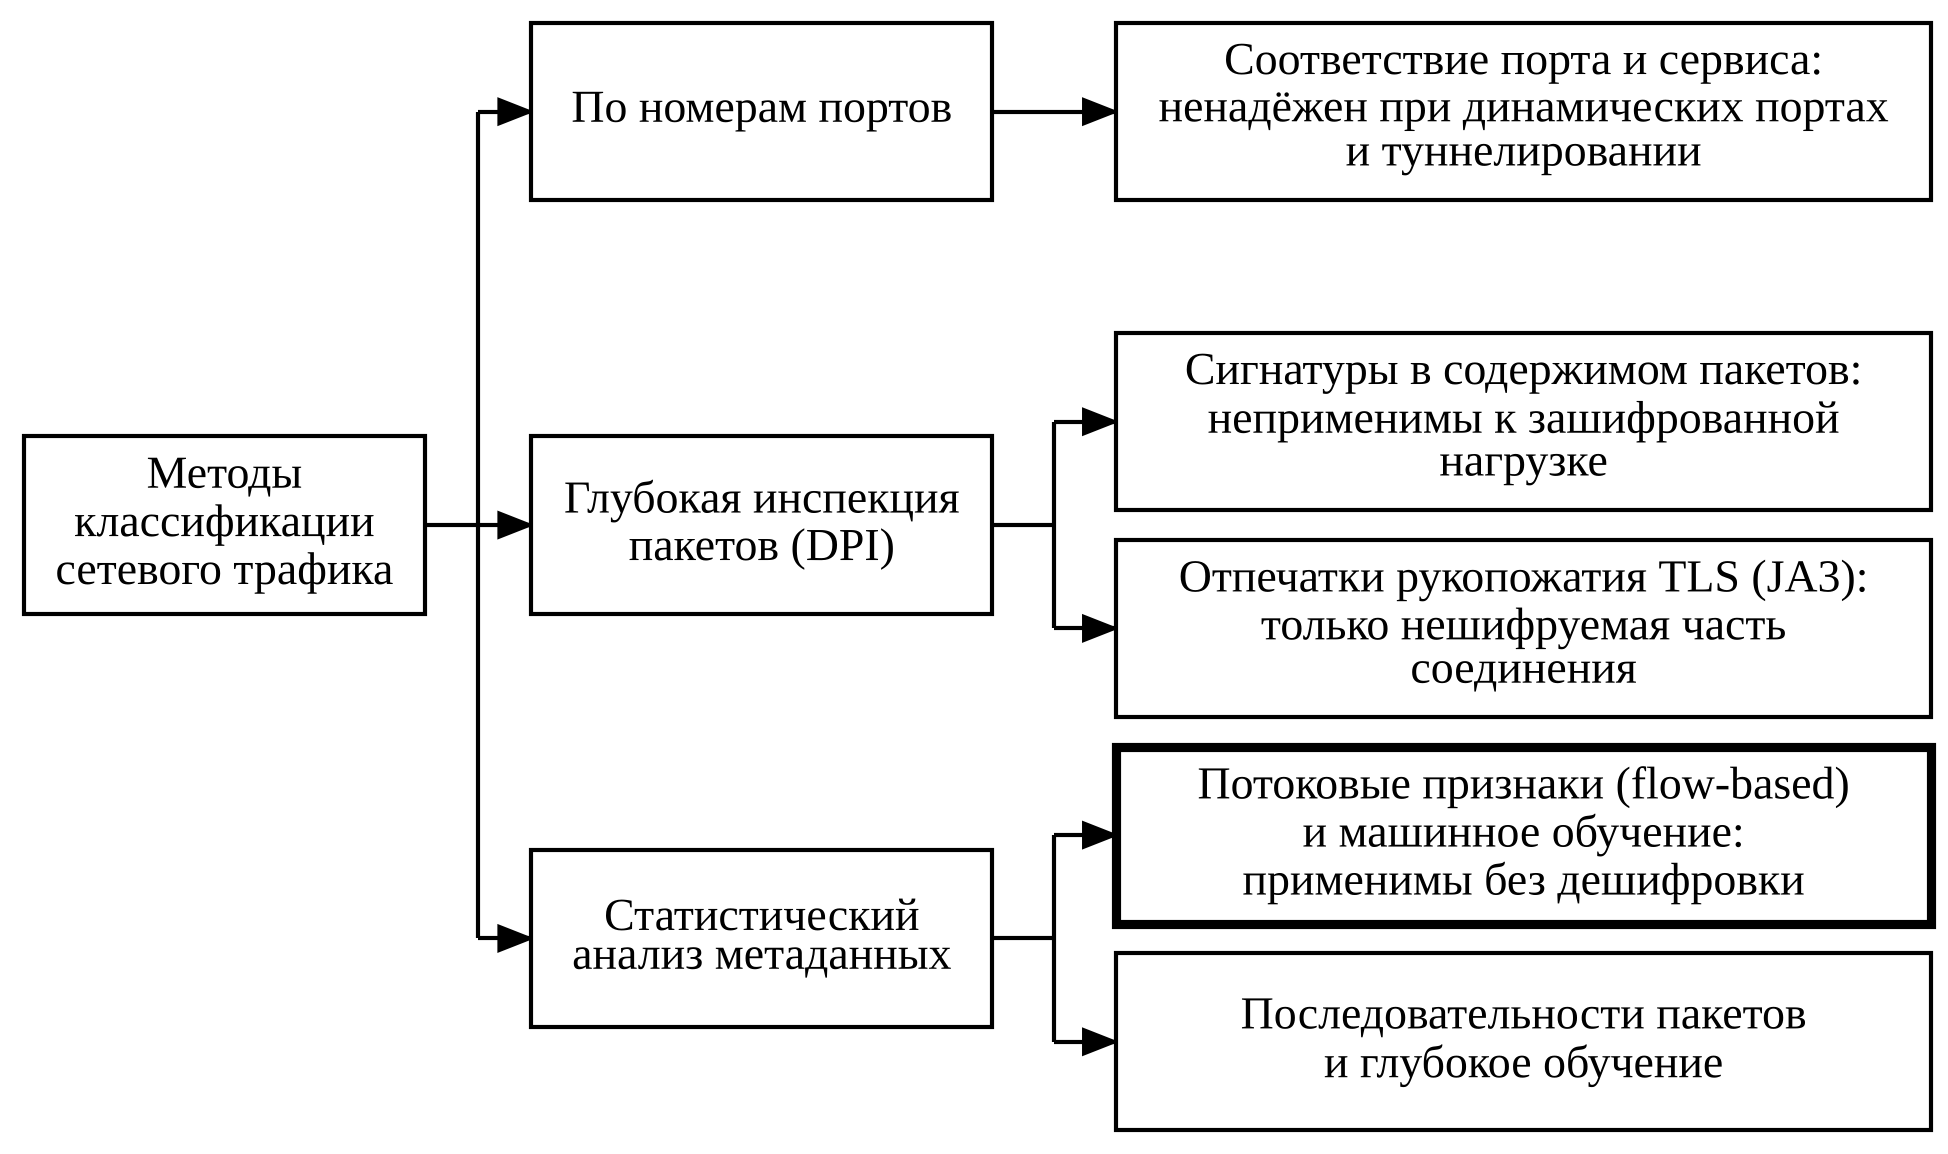 Методы
классификации
сетевого трафика
По номерам портов
Соответствие порта и сервиса:
ненадёжен при динамических портах
и туннелировании
Глубокая инспекция
пакетов (DPI)
Сигнатуры в содержимом пакетов:
неприменимы к зашифрованной
нагрузке
Отпечатки рукопожатия TLS (JA3):
только нешифруемая часть
соединения
Статистический
анализ метаданных
Потоковые признаки (flow-based)
и машинное обучение:
применимы без дешифровки
Последовательности пакетов
и глубокое обучение